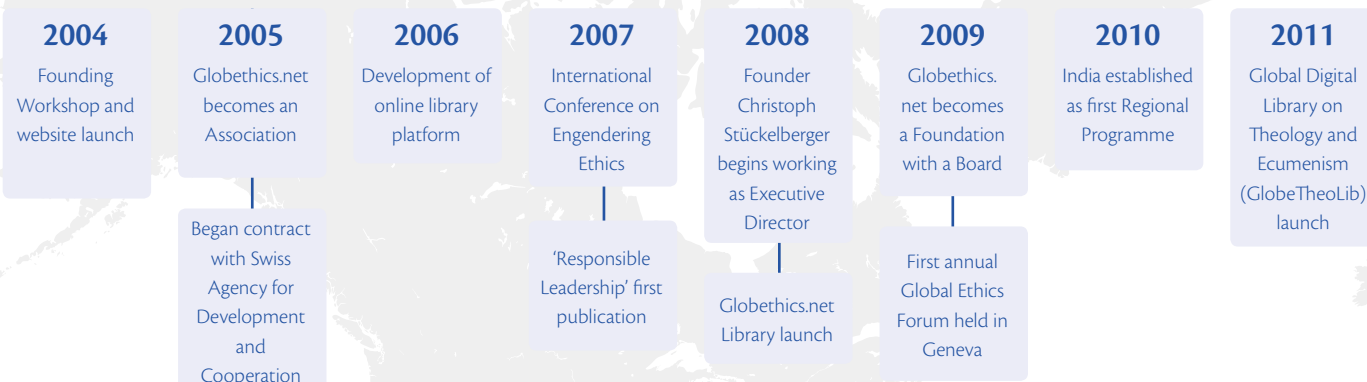 2004
Founding
Workshop and
website launch
2005
Globethics.net
becomes an
Association
Began contract
with Swiss
Agency for
Development
and
Cooperation
2006
Development of
online library
platform
2007
International
Conference on
Engendering
Ethics
'Responsible
Leadership' first
publication
2008
Founder
Christoph
Stückelberger
begins working
as Executive
Director
Globethics.net
Library launch
2009
Globethics.
net becomes
a Foundation
with a Board
First annual
Global Ethics
Forum held in
Geneva
2010
India established
as first Regional
Programme
2011
Global Digital
Library on
Theology and
Ecumenism
(GlobeTheoLib)
launch